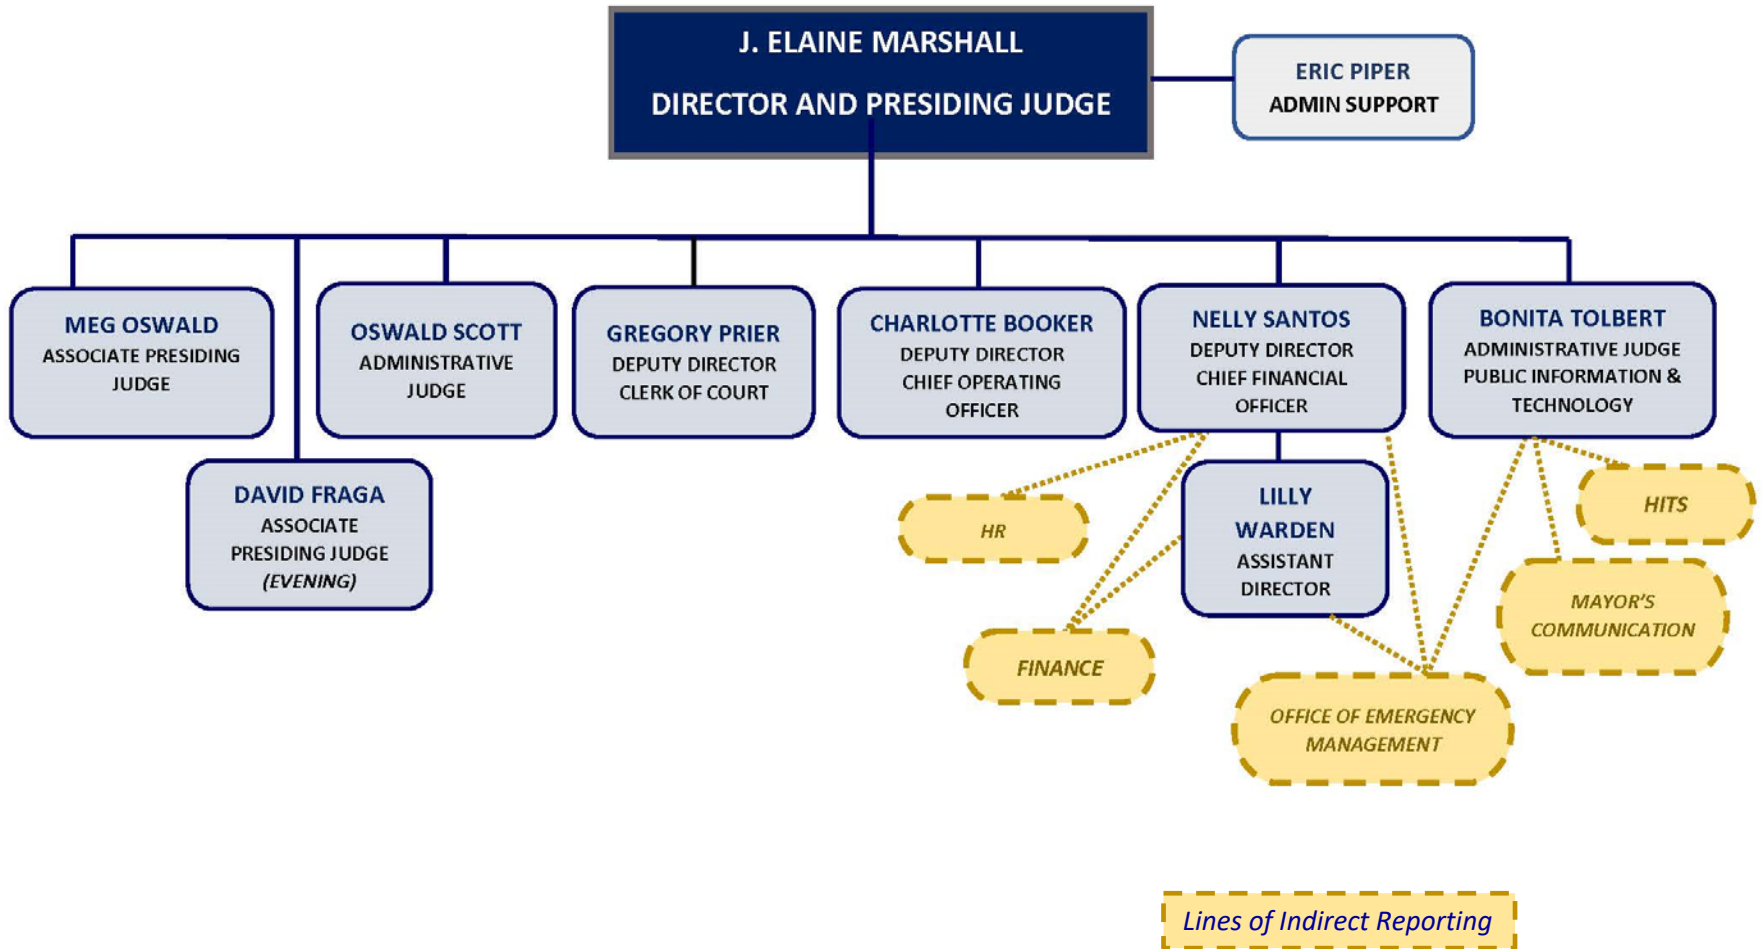 J. ELAINE MARSHALL
DIRECTOR AND PRESIDING JUDGE
ERIC PIPER
ADMIN SUPPORT
MEG OSWALD
ASSOCIATE PRESIDING
JUDGE
OSWALD SCOTT
ADMINISTRATIVE
JUDGE
GREGORY PRIER
DEPUTY DIRECTOR
CLERK OF COURT
CHARLOTTE BOOKER
DEPUTY DIRECTOR
CHIEF OPERATING
OFFICER
NELLY SANTOS
DEPUTY DIRECTOR
CHIEF FINANCIAL
OFFICER
BONITA TOLBERT
ADMINISTRATIVE JUDGE
PUBLIC INFORMATION &
TECHNOLOGY
DAVID FRAGA
ASSOCIATE
PRESIDING JUDGE
(EVENING)
HR
LILLY
WARDEN
ASSISTANT
DIRECTOR
HITS
MAYOR'S
COMMUNICATION
FINANCE
OFFICE OF EMERGENCY
MANAGEMENT
Lines of Indirect Reporting